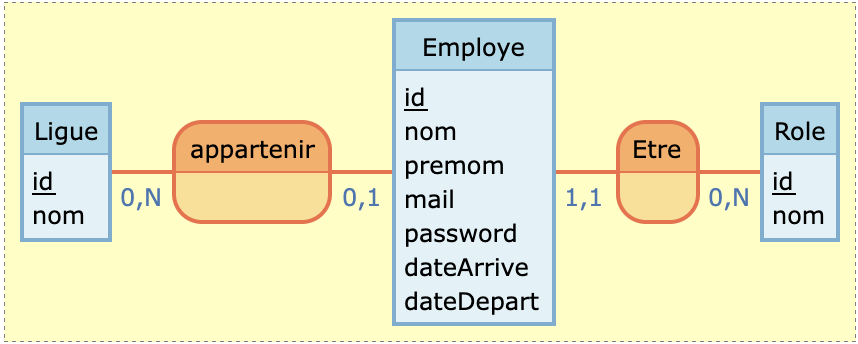 Ligue
id
nom
appartenir
0,N
0,1
Employe
id
nom
premom
mail
password
dateArrive
dateDepart
Etre
1,1
0,N
Role
id
nom